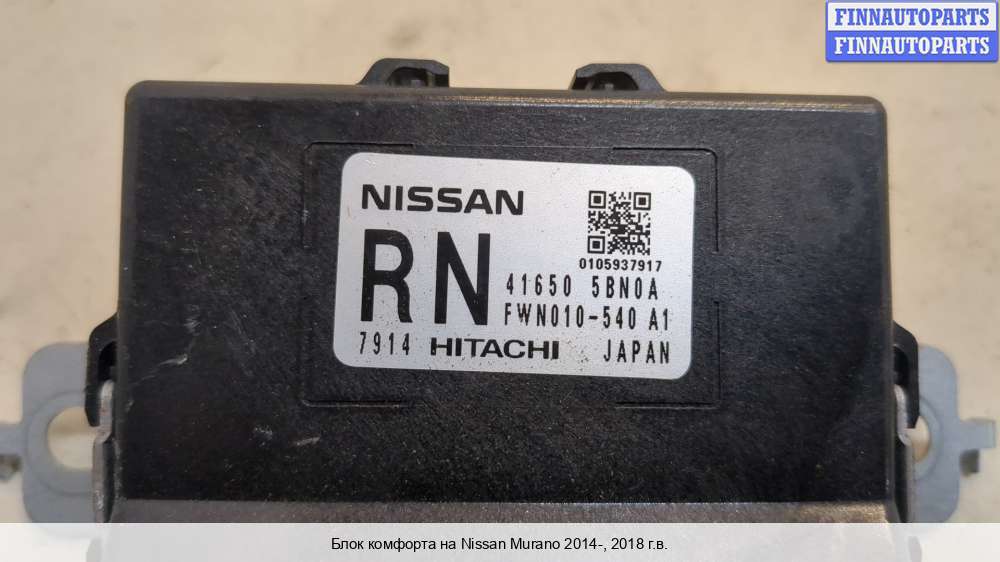 FINNAUTOPARTS
FINNAUTOPARTS
NISSAN
0105937917
RN
41650 5BN0A
FWN010-540 A1
7914 HITACHI JAPAN
Блок комфорта на Nissan Murano 2014-, 2018 г.в.